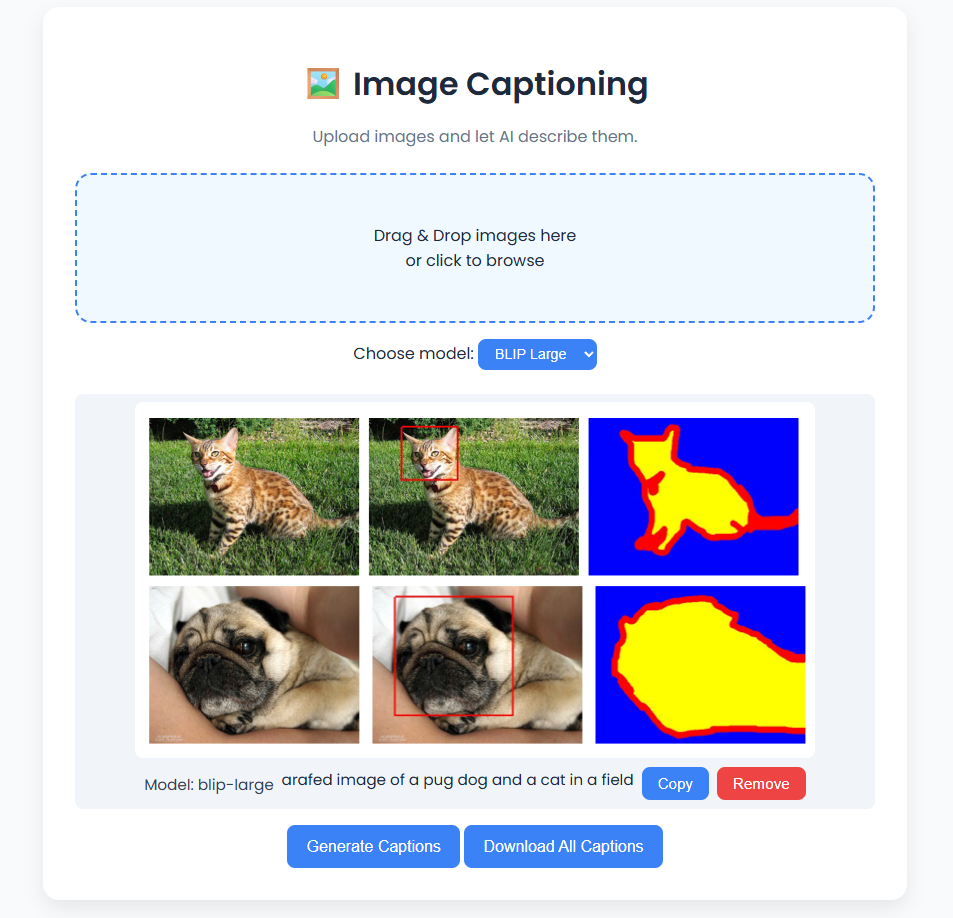 Image Captioning
Upload images and let AI describe them.
Drag & Drop images here
or click to browse
Choose model: BLIP Large
Model: blip-large arafed image of a pug dog and a cat in a field Copy Remove
Generate Captions Download All Captions